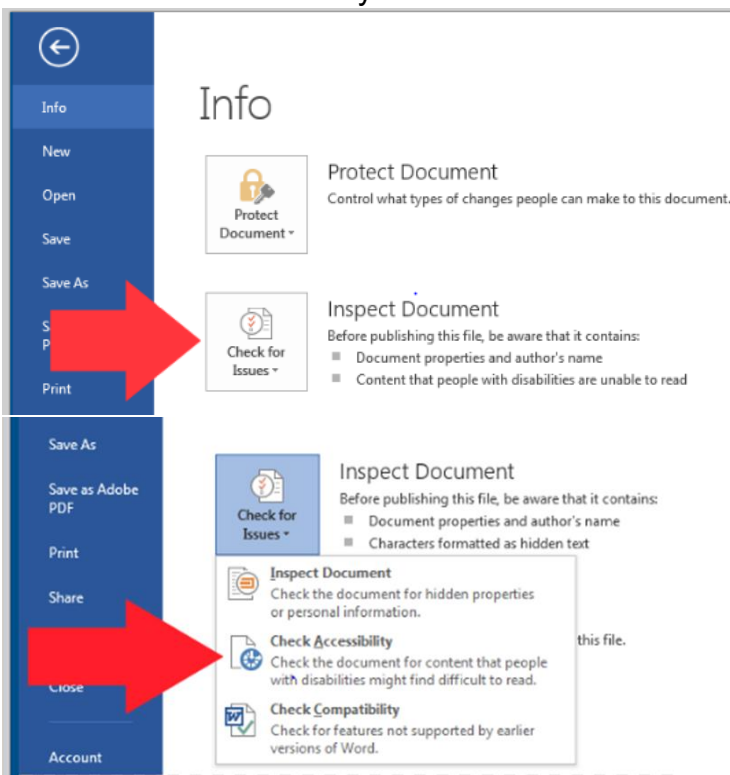 y
Info
New
Open
Save
Save As
S
P
Print
Info
Protect
Document
Protect Document
Control what types of changes people can make to this document.
Check for
Issues
Inspect Document
Before publishing this file, be aware that it contains:
Document properties and author's name
Content that people with disabilities are unable to read
Save As
Save as Adobe
PDF
Print
Share
Close
Account
Check for
Issues
Inspect Document
Before publishing this file, be aware that it contains:
Document properties and author's name
Characters formatted as hidden text
this file.
Inspect Document
Check the document for hidden properties
or personal information.
Check Accessibility
Check the document for content that people
with disabilities might find difficult to read.
Check Compatibility
Check for features not supported by earlier
versions of Word.